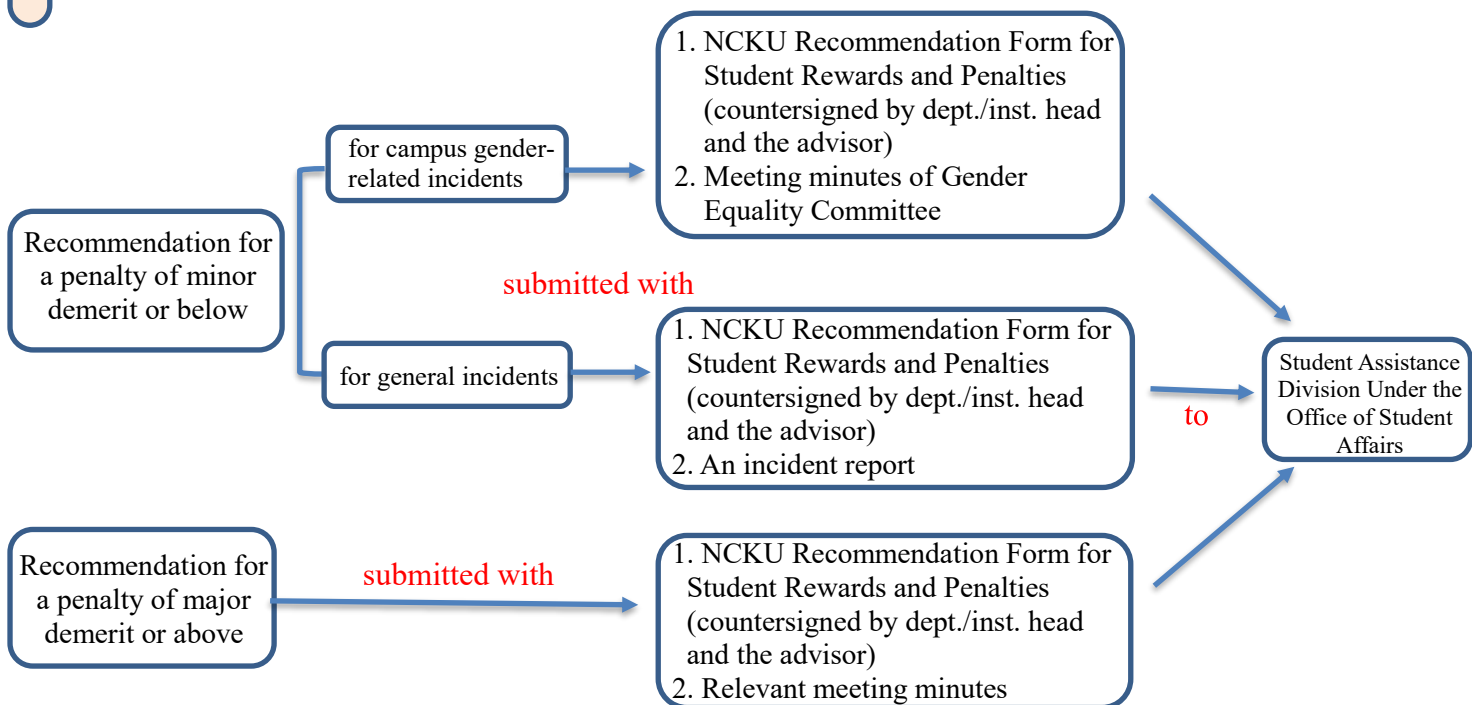 Recommendation for
a penalty of minor
demerit or below
for campus gender-
related incidents
1. NCKU Recommendation Form for
Student Rewards and Penalties
(countersigned by dept./inst. head
and the advisor)
2. Meeting minutes of Gender
Equality Committee
submitted with
for general incidents
1. NCKU Recommendation Form for
Student Rewards and Penalties
(countersigned by dept./inst. head
and the advisor)
2. An incident report
to
Student Assistance
Division Under the
Office of Student
Affairs
Recommendation for
a penalty of major
demerit or above
submitted with
1. NCKU Recommendation Form for
Student Rewards and Penalties
(countersigned by dept./inst. head
and the advisor)
2. Relevant meeting minutes